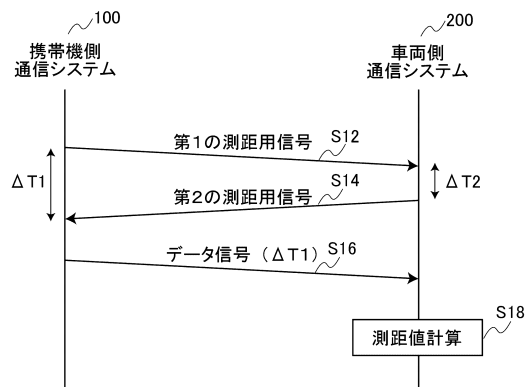 100
携帯機側
通信システム
200
車両側
通信システム
第1の測距用信号
S12
ΔT1
第2の測距用信号
S14
ΔT2
データ信号（ΔT1）
S16
測距値計算
S18